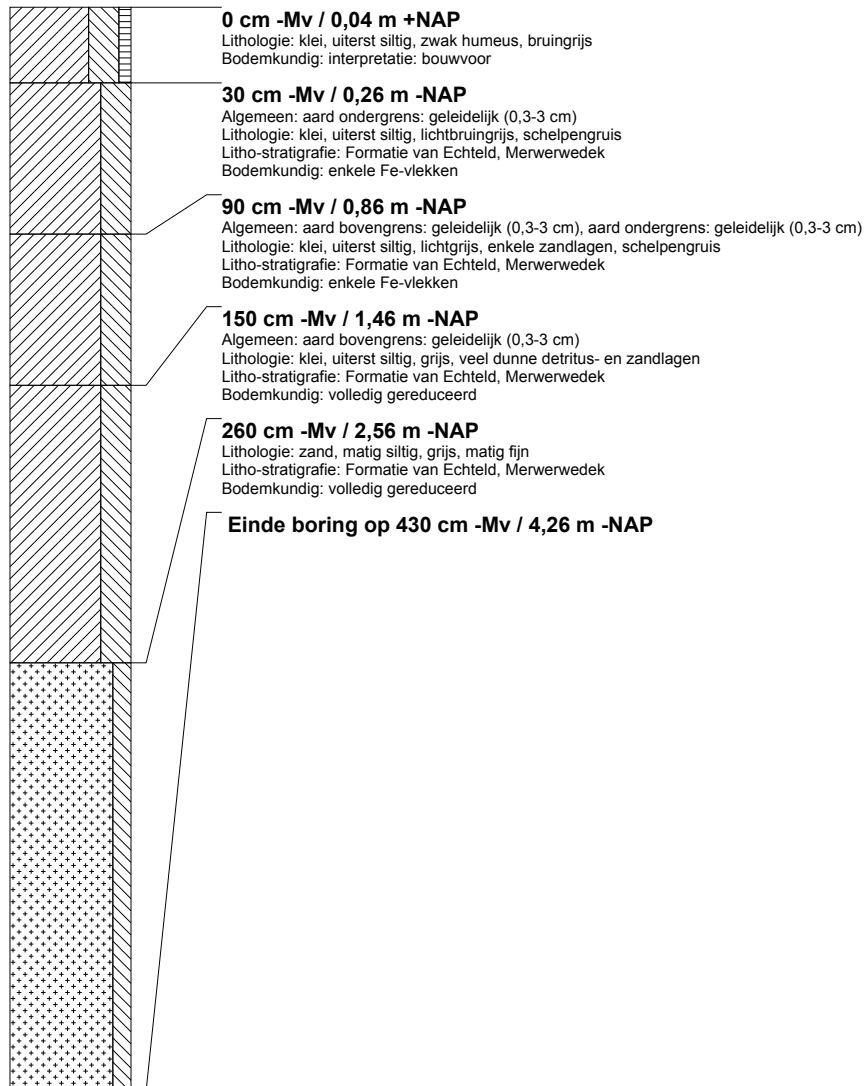 0 cm -Mv / 0,04 m +NAP
Lithologie: klei, uiterst siltig, zwak humeus, bruingrijs
Bodemkundig: interpretatie: bouwvoor
30 cm -Mv / 0,26 m -NAP
Algemeen: aard ondergrens: geleidelijk (0,3-3 cm)
Lithologie: klei, uiterst siltig, lichtbruingrijs, schelpengruis
Litho-stratigrafie: Formatie van Echteld, Merwerwedek
Bodemkundig: enkele Fe-vlekken
90 cm -Mv / 0,86 m -NAP
Algemeen: aard bovengrens: geleidelijk (0,3-3 cm), aard ondergrens: geleidelijk (0,3-3 cm)
Lithologie: klei, uiterst siltig, lichtgrijs, enkele zandlagen, schelpengruis
Litho-stratigrafie: Formatie van Echteld, Merwerwedek
Bodemkundig: enkele Fe-vlekken
150 cm -Mv / 1,46 m -NAP
Algemeen: aard bovengrens: geleidelijk (0,3-3 cm)
Lithologie: klei, uiterst siltig, grijs, veel dunne detritus- en zandlagen
Litho-stratigrafie: Formatie van Echteld, Merwerwedek
Bodemkundig: volledig gereduceerd
260 cm -Mv / 2,56 m -NAP
Lithologie: zand, matig siltig, grijs, matig fijn
Litho-stratigrafie: Formatie van Echteld, Merwerwedek
Bodemkundig: volledig gereduceerd
Einde boring op 430 cm -Mv / 4,26 m -NAP